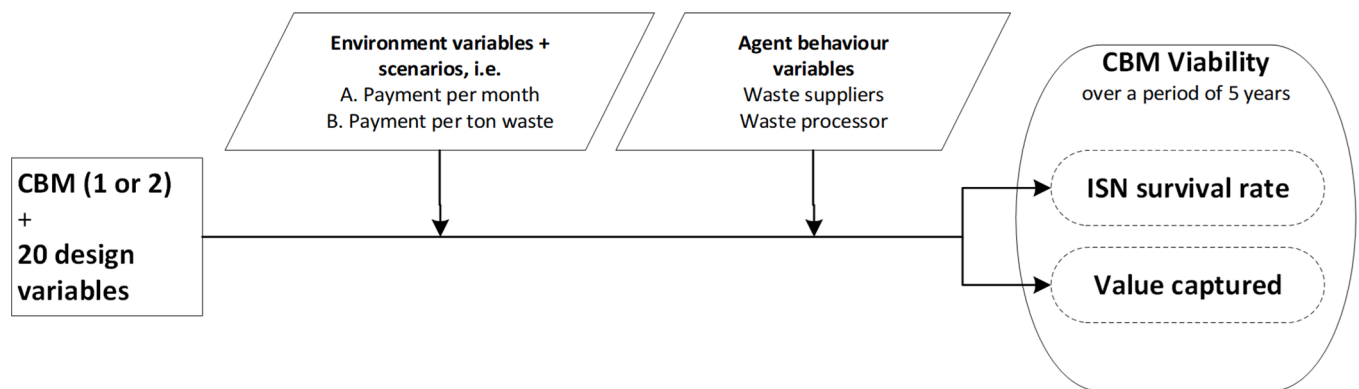 Environment variables +
scenarios, i.e.
A. Payment per month
B. Payment per ton waste
Agent behaviour
variables
Waste suppliers
Waste processor
CBM Viability
over a period of 5 years
CBM (1 or 2)
+
20 design
variables
ISN survival rate
Value captured